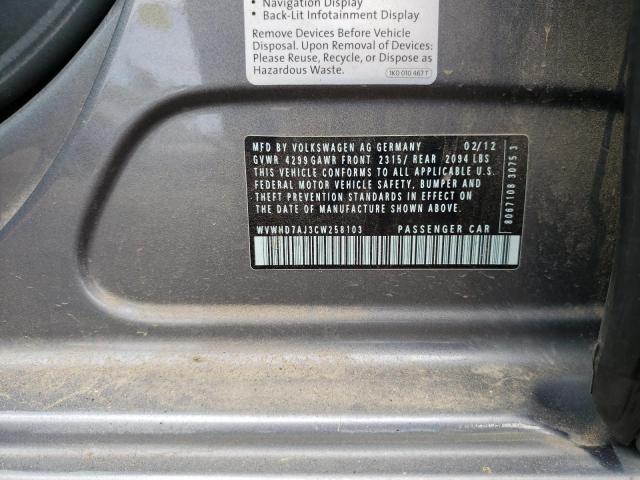 • Navigation Display
• Back-Lit Infotainment Display
Remove Devices Before Vehicle
Disposal. Upon Removal of Devices:
Please Reuse, Recycle, or Dispose as
Hazardous Waste.
1K0 010 467 T
MFD BY VOLKSWAGEN AG GERMANY 02/12
GVWR 4299 GAWR FRONT 2315/ REAR 2094 LBS
THIS VEHICLE CONFORMS TO ALL APPLICABLE U.S.
FEDERAL MOTOR VEHICLE SAFETY, BUMPER AND
THEFT PREVENTION STANDARDS IN EFFECT ON THE
DATE OF MANUFACTURE SHOWN ABOVE.
WVWHD7AJ3CW258103 PASSENGER CAR
8067108 3075 3